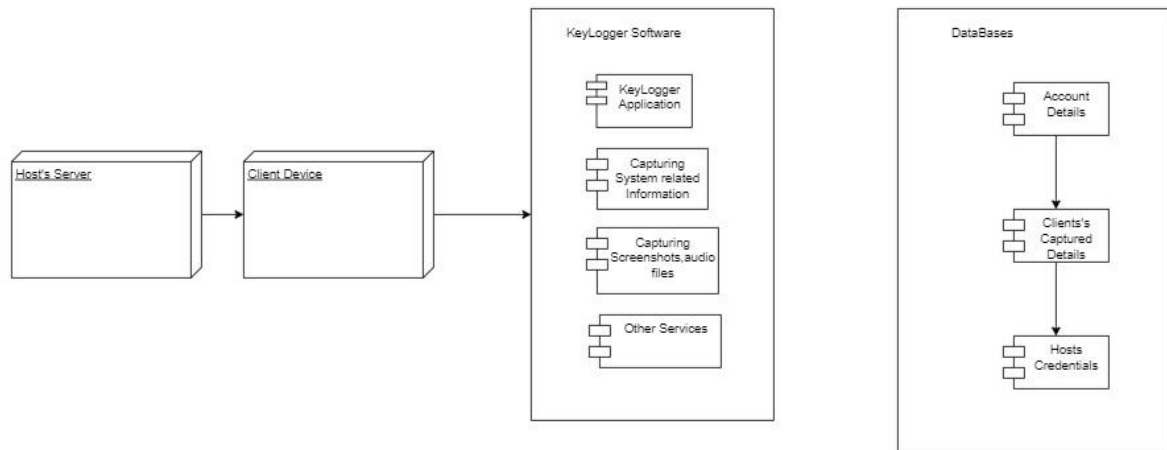 Host's Server
Client Device
KeyLogger Software
KeyLogger
Application
Capturing
System related
Information
Capturing
Screenshots,audio
files
Other Services
DataBases
Account
Details
Clients's
Captured
Details
Hosts
Credentials